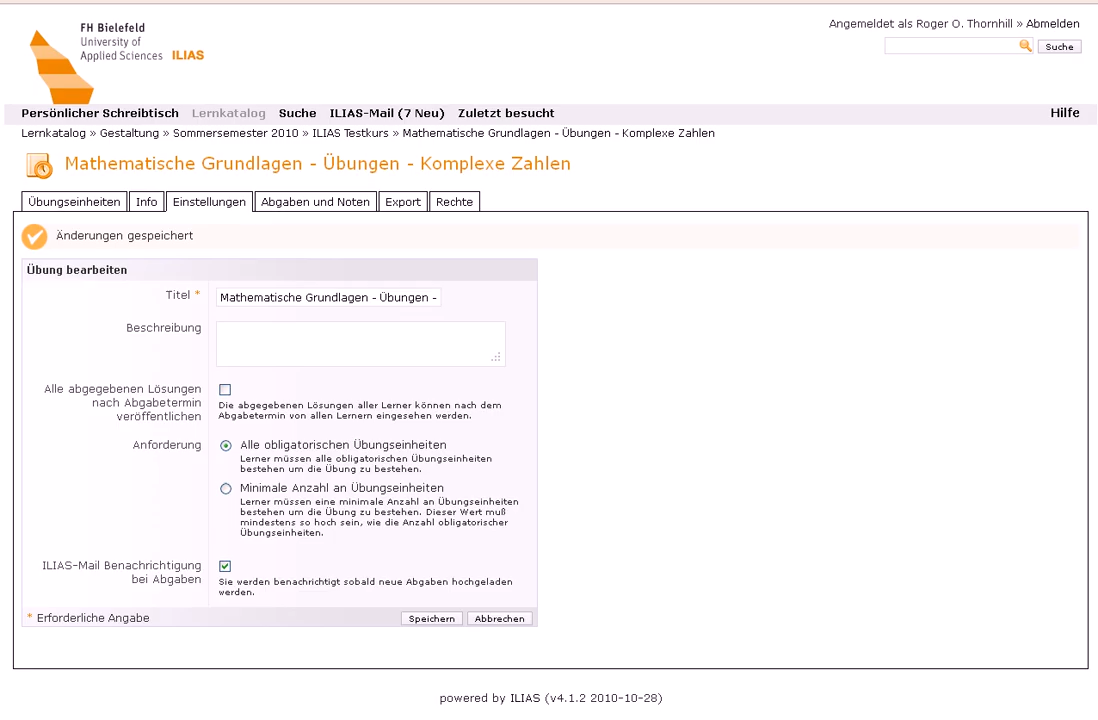 FH Bielefeld
University of
Applied Sciences ILIAS
Angemeldet als Roger O. Thornhill » Abmelden
Suche
Persönlicher Schreibtisch Lernkatalog Suche ILIAS-Mail (7 Neu) Zuletzt besucht Hilfe
Lernkatalog » Gestaltung » Sommersemester 2010 » ILIAS Testkurs » Mathematische Grundlagen - Übungen - Komplexe Zahlen
Mathematische Grundlagen - Übungen - Komplexe Zahlen
Übungseinheiten Info Einstellungen Abgaben und Noten Export Rechte
Änderungen gespeichert
Übung bearbeiten
Titel * Mathematische Grundlagen - Übungen -
Beschreibung
Alle abgegebenen Lösungen
nach Abgabetermin
veröffentlichen
Die abgegebenen Lösungen aller Lerner können nach dem
Abgabetermin von allen Lernern eingesehen werden.
Anforderung Alle obligatorischen Übungseinheiten
Lerner müssen alle obligatorischen Übungseinheiten
bestehen um die Übung zu bestehen.
Minimale Anzahl an Übungseinheiten
Lerner müssen eine minimale Anzahl an Übungseinheiten
bestehen um die Übung zu bestehen. Dieser Wert muß
mindestens so hoch sein, wie die Anzahl obligatorischer
Übungseinheiten.
ILIAS-Mail Benachrichtigung
bei Abgaben
Sie werden benachrichtigt sobald neue Abgaben hochgeladen
werden.
* Erforderliche Angabe Speichern Abbrechen
powered by ILIAS (v4.1.2 2010-10-28)